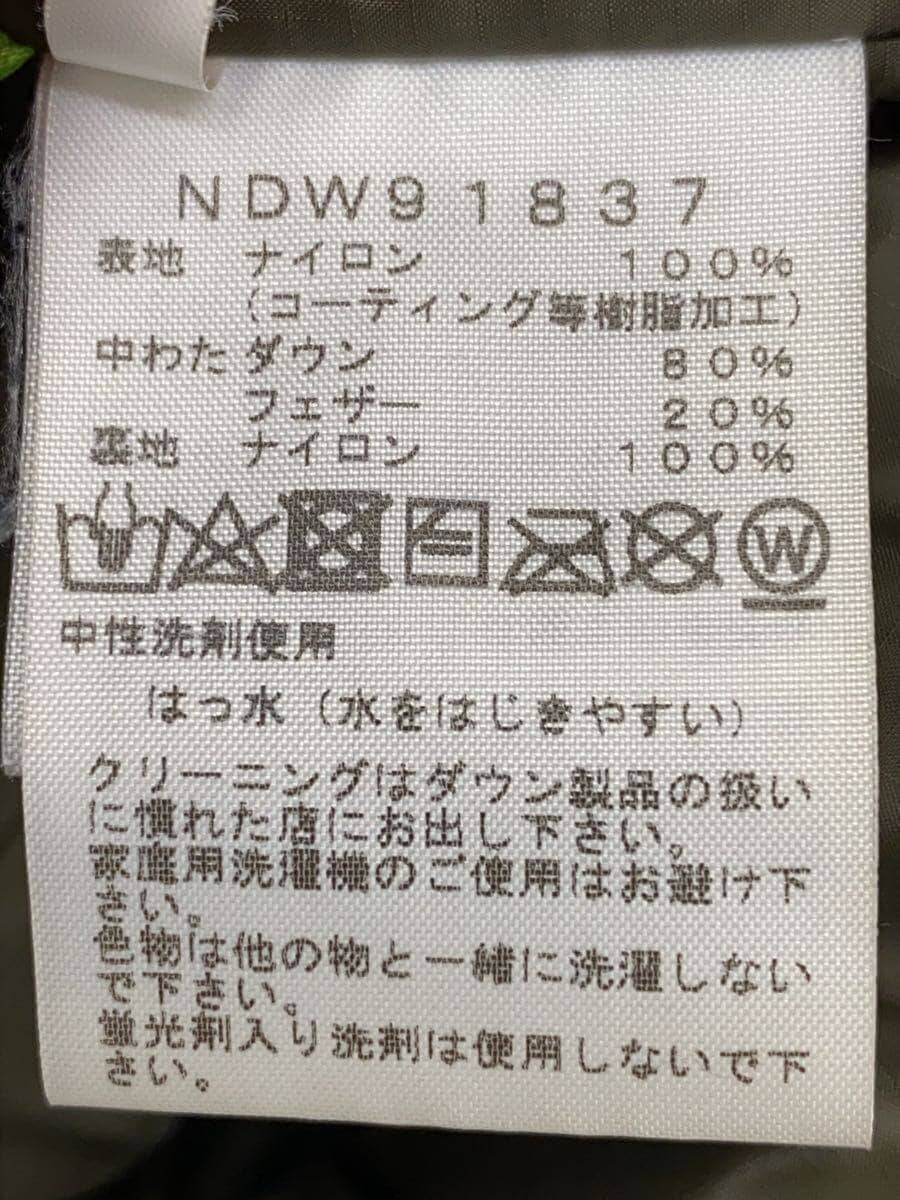 NDW91837
表地 ナイロン 100%
(コーティング等樹脂加工)
中わた ダウン 80%
フェザー 20%
裏地 ナイロン 100%
W
中性洗剤使用
はっ水(水をはじきやすい)
クリーニングはダウン製品の扱い
に慣れた店にお出し下さい。
家庭用洗濯機のご使用はお避け下
さい。
色物は他の物と一緒に洗濯しない
で下さい。
蛍光剤入り洗剤は使用しないで下
さい。